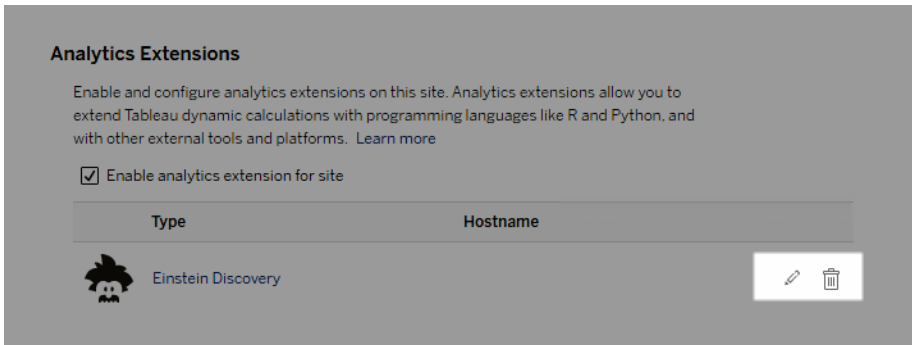 Analytics Extensions
Enable and configure analytics extensions on this site. Analytics extensions allow you to
extend Tableau dynamic calculations with programming languages like R and Python, and
with other external tools and platforms. Learn more
Enable analytics extension for site
Type Hostname
Einstein Discovery